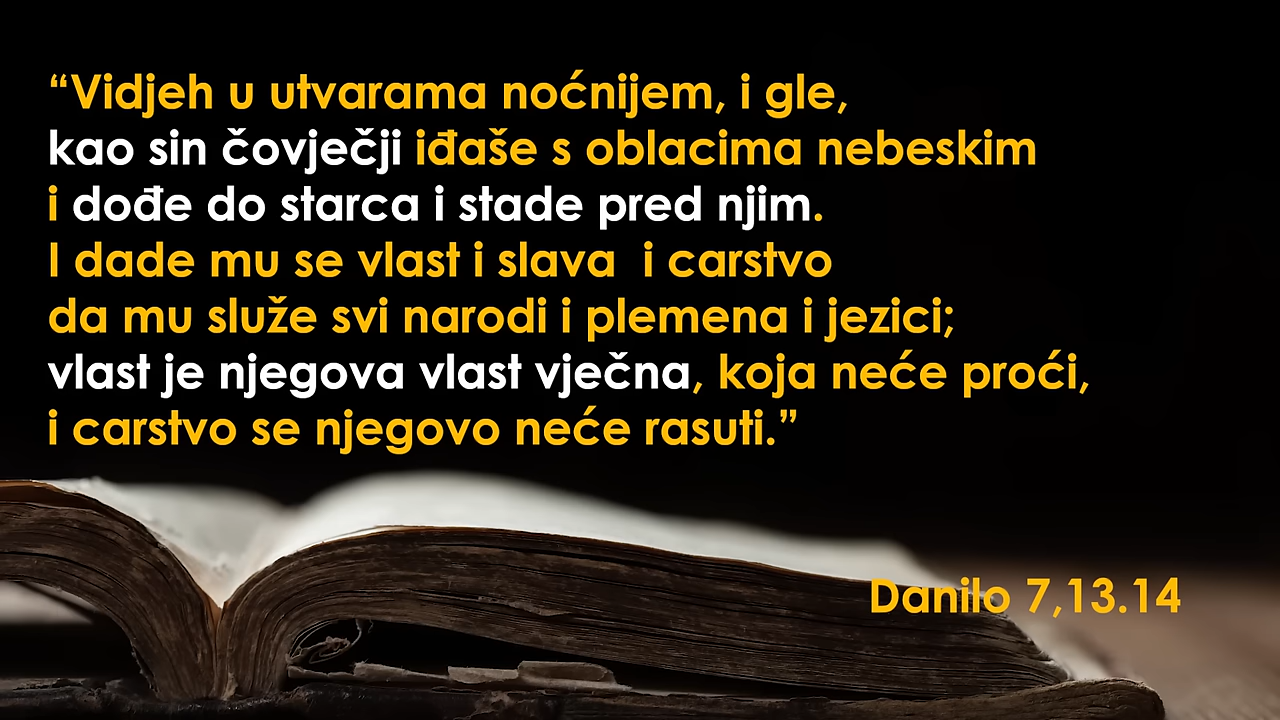 “Vidjeh u utvarama noćnijem, i gle,
kao sin čovječji iđaše s oblacima nebeskim
i dođe do starca i stade pred njim.
I dade mu se vlast i slava  i carstvo
da mu služe svi narodi i plemena i jezici;
vlast je njegova vlast vječna, koja neće proći,
i carstvo se njegovo neće rasuti.”
Danilo 7,13.14